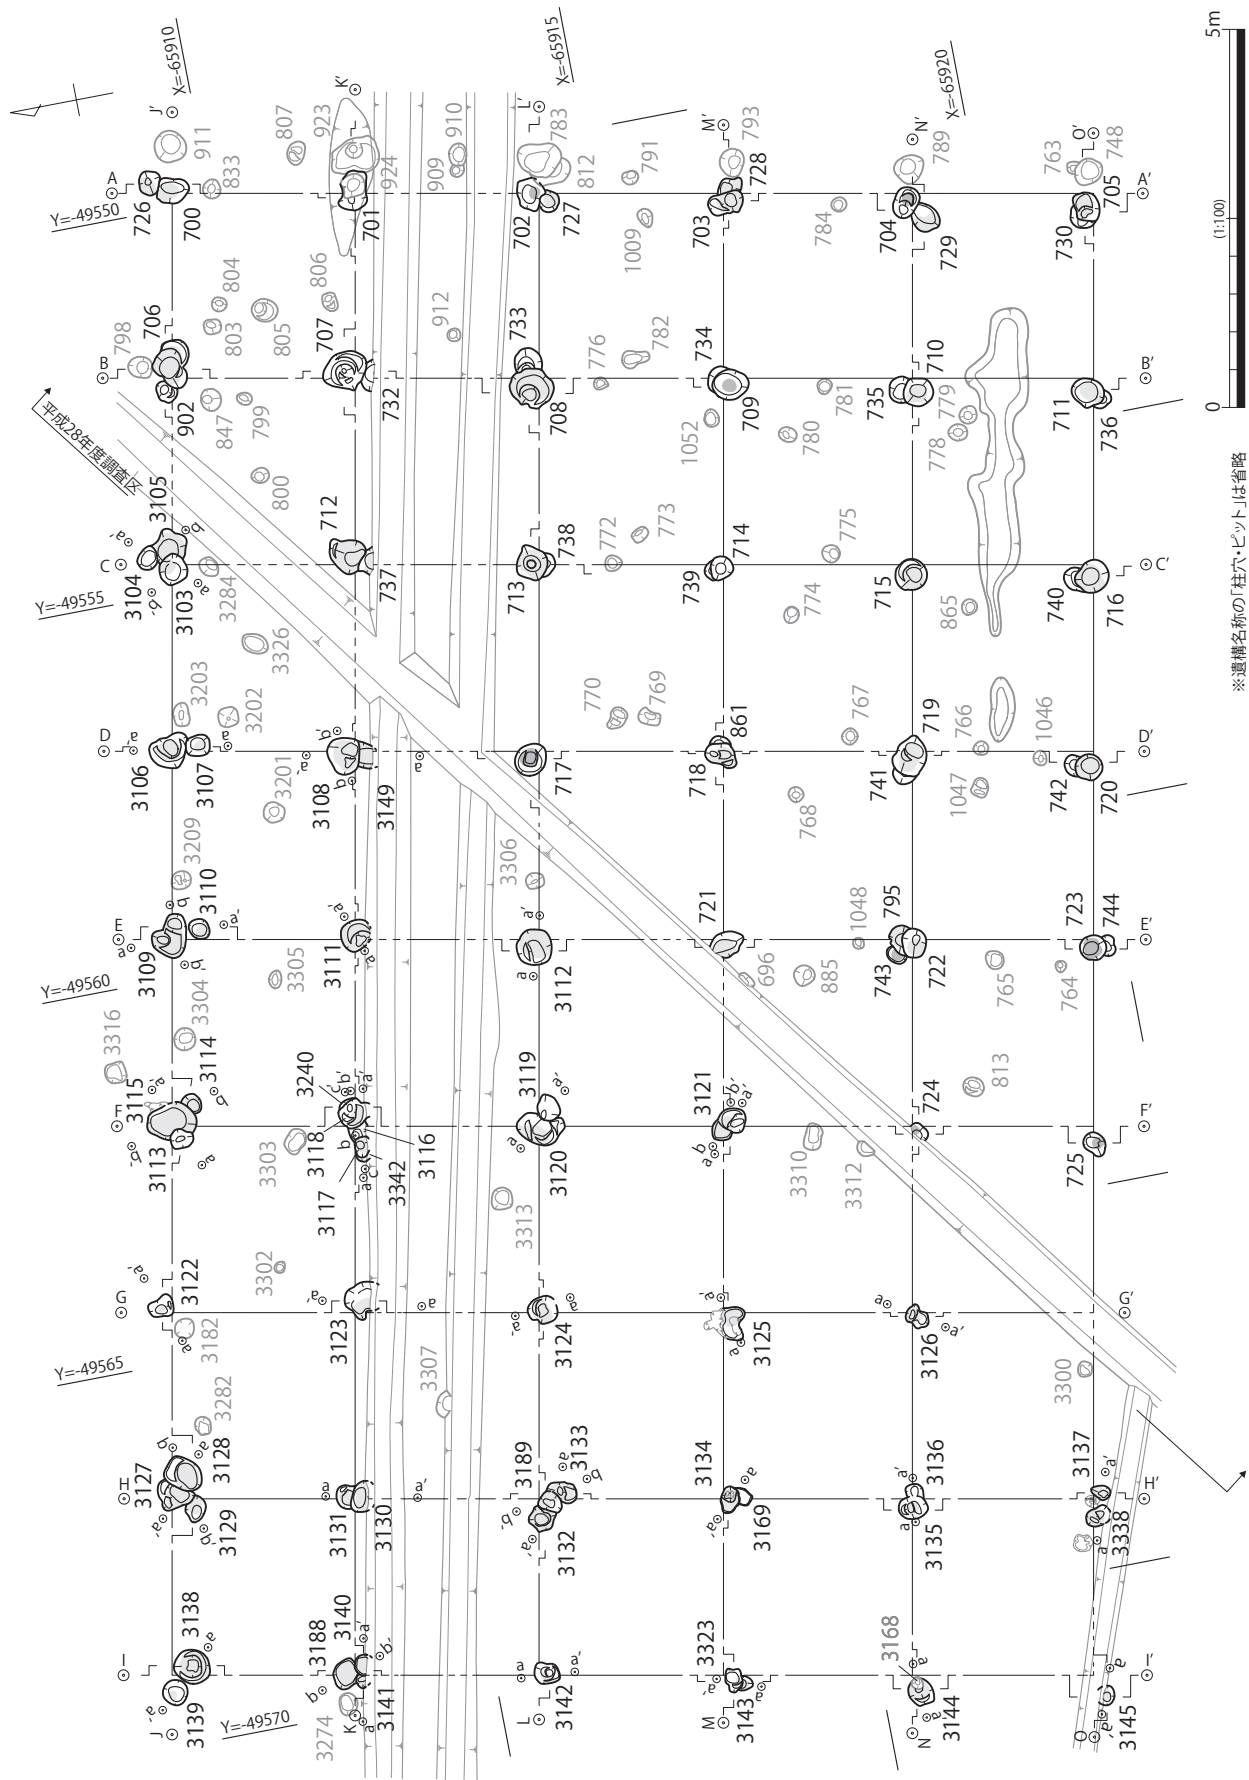 X=-65910
X=-65915
X=-65920
5m
(1:100)
0
※遺構名称の「柱穴・ピット」は省略
平成28年度調査区
J'
K'
L'
M'
N'
O'
911
807
923
924
910
909
783
812
791
793
789
763
748
A
Y=-49550
726
700
833
701
702
727
1009
703
728
784
704
729
730
705
A'
804
803
805
806
912
776
782
781
780
1052
779
778
B
798
706
902
847
799
800
707
732
733
708
734
709
735
710
711
736
B'
C
Y=-49555
3104
3105
3103
3284
a'
b
b'
a
3326
712
737
713
738
772
773
739
714
775
774
715
865
740
716
C'
3203
3202
3201
D
a'
a
3106
3107
3108
3149
b'
a'
b
a
717
770
769
718
861
767
768
741
719
766
1046
1047
742
720
D'
3209
3110
E
a
b
a'
b'
3109
3304
3305
3111
a'
a
3306
3112
a'
a
721
696
885
1048
795
743
722
765
764
723
744
E'
Y=-49560
3316
3115
3114
F
a'
b
b'
a
3113
3303
3240
3118
3117
3116
3342
c'
b'
a'
b
a
c
3119
3120
a'
a
3313
3121
b'
a'
b
a
3310
3312
724
813
725
F'
G
3122
a'
a
3182
3302
3123
a'
a
3124
a
a'
3125
a'
a
3126
a
a'
G'
Y=-49565
3282
3307
3300
H
3127
3128
3129
b
a
a'
b'
3131
3130
a
a'
3189
3133
3132
a
b
b'
a'
3134
3169
a
a'
3136
3135
a'
a
3137
3338
a'
a
H'
I
3138
3139
a
a'
3188
3140
3141
3274
a'
b'
b
a
3142
a
a'
3323
3143
a'
a
3168
3144
a
a
3145
a
a'
I'
Y=-49570
J
K
L
M
N
O